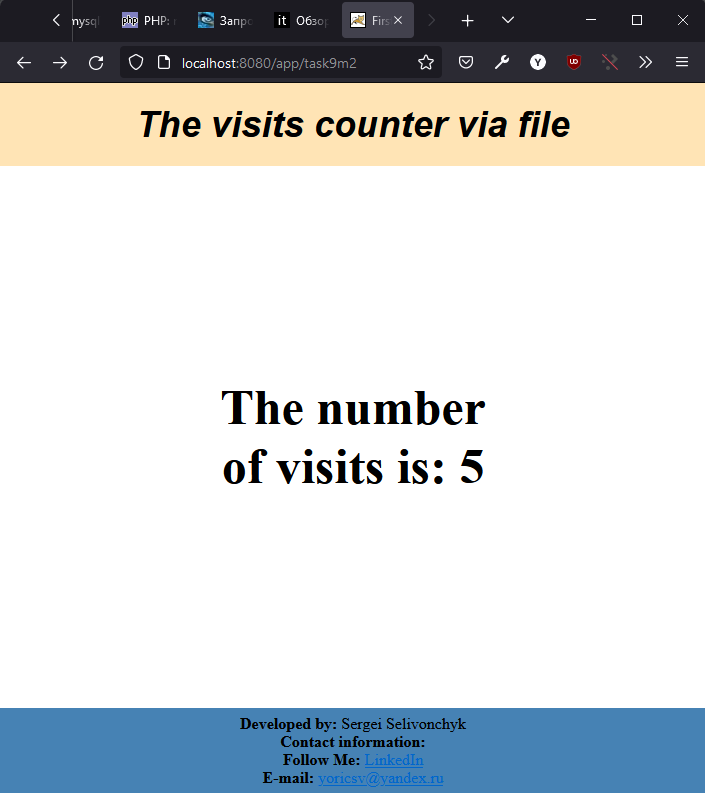 mysql
php PHP:
Запро
it Обзор
Firs
localhost:8080/app/task9m2
Y
The visits counter via file
The number
of visits is: 5
Developed by: Sergei Selivonchyk
Contact information:
Follow Me: LinkedIn
E-mail: yoricsv@yandex.ru